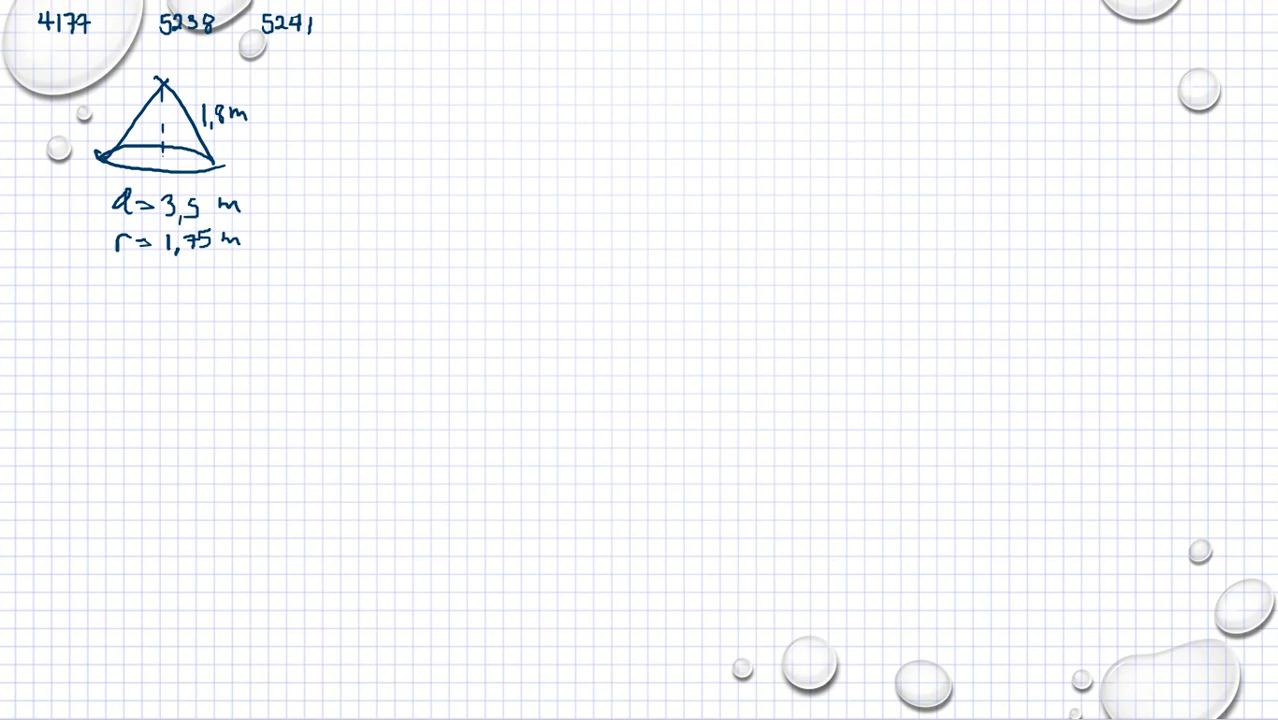 4174 5238 5241
1,8m
d = 3,5 m
r = 1,75 m